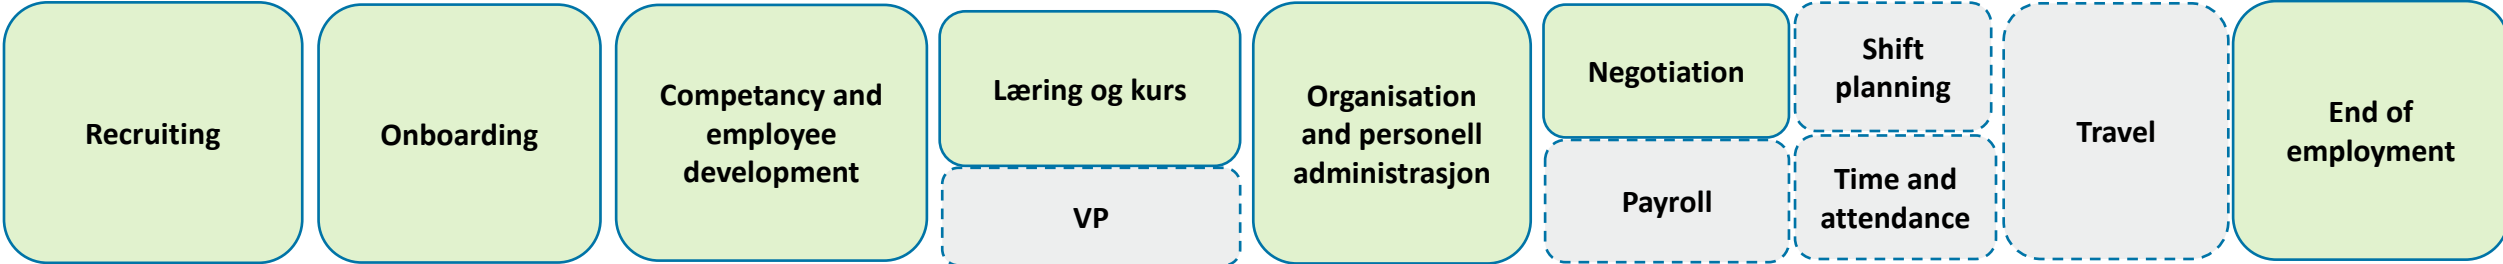 Recruiting
Onboarding
Competancy and
employee
development
Læring og kurs
VP
Organisation
and personell
administrasjon
Negotiation
Payroll
Shift
planning
Time and
attendance
Travel
End of
employment